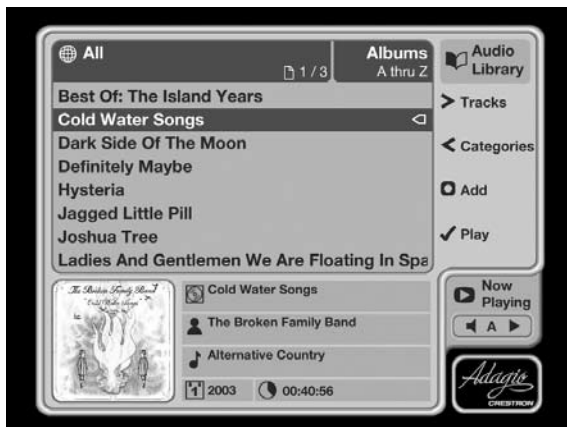 All
1 / 3
Albums
A thru Z
Best Of: The Island Years
Cold Water Songs
Dark Side Of The Moon
Definitely Maybe
Hysteria
Jagged Little Pill
Joshua Tree
Ladies And Gentlemen We Are Floating In Spa
Audio
Library
Tracks
Categories
Add
Play
The Broken Family Band
"Cold Water Songs"
Cold Water Songs
The Broken Family Band
Alternative Country
1 2003 00:40:56
Now
Playing
A
Adagio
CRESTRON